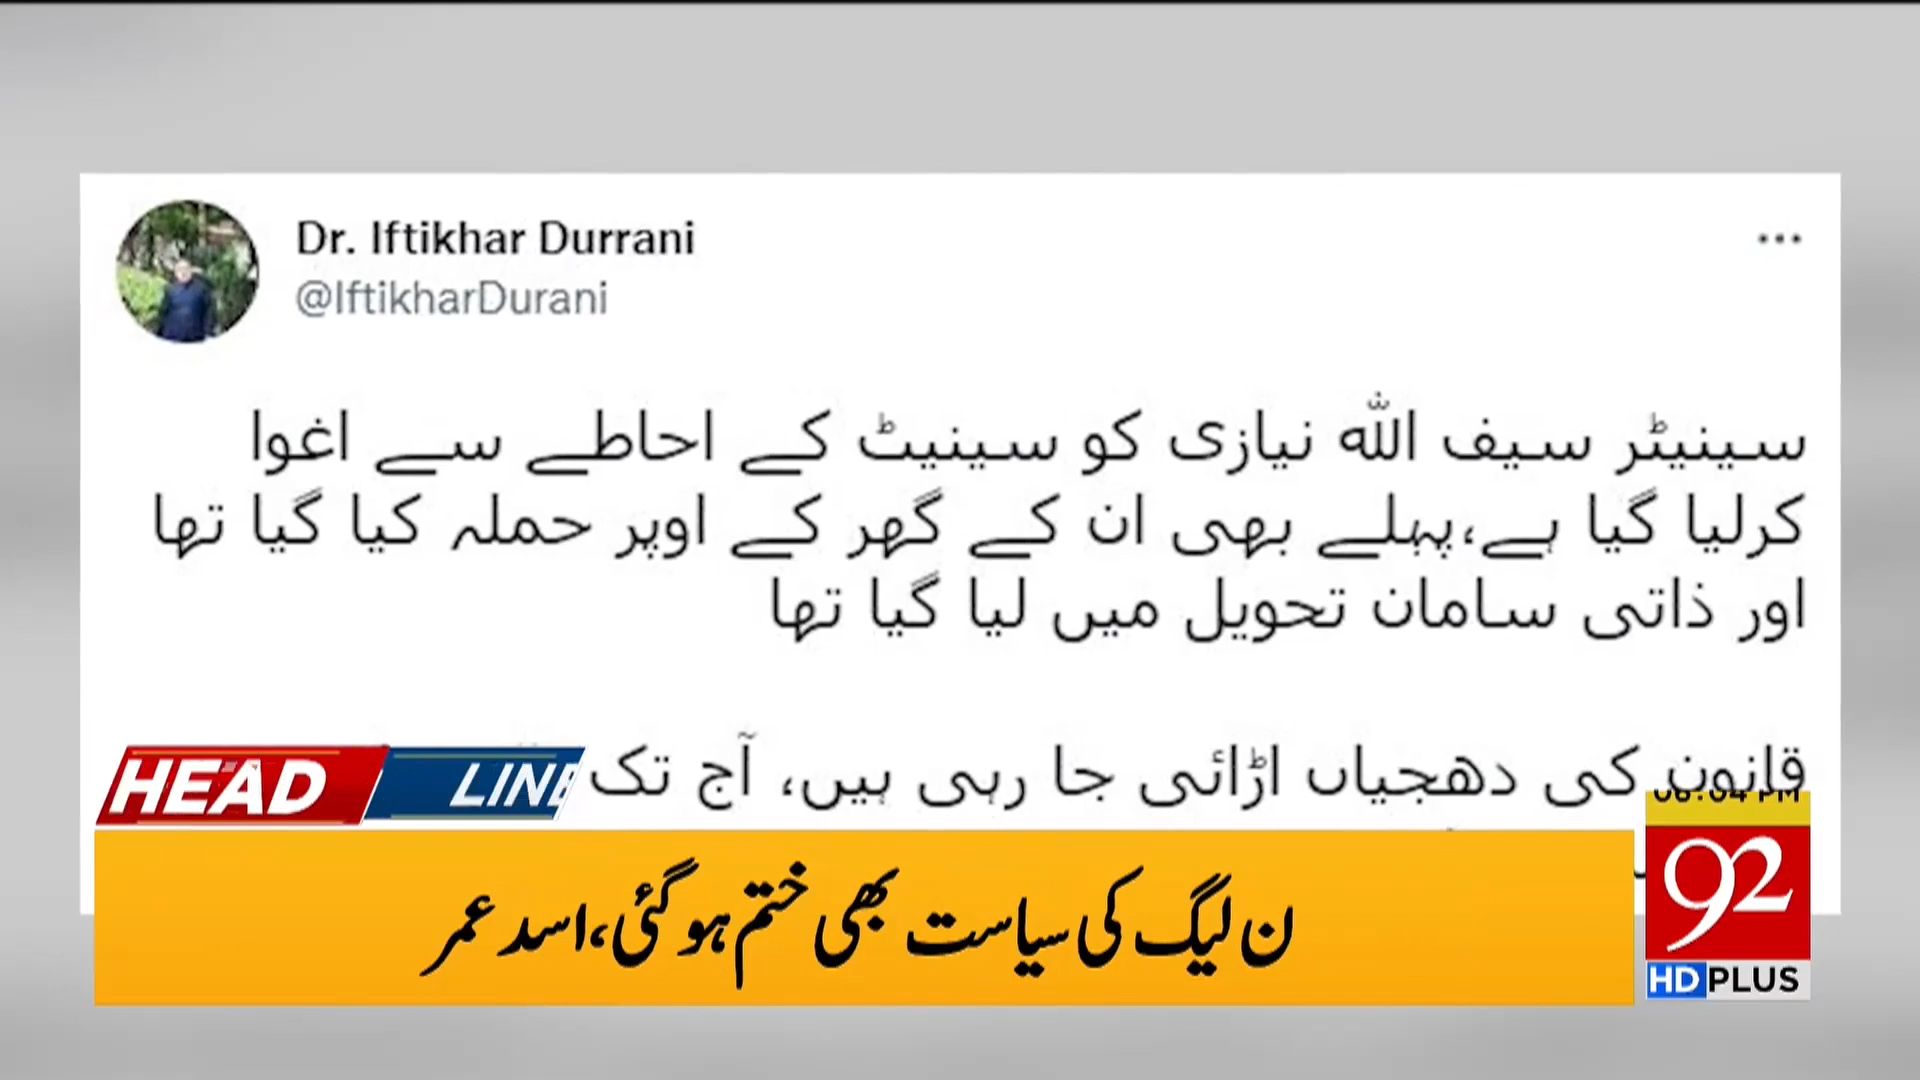 Dr. Iftikhar Durrani
@IftikharDurani
سینیٹر سیف اللہ نیازی کو سینیٹ کے احاطے سے اغوا
کرلیا گیا ہے،پہلے بھی ان کے گھر کے اوپر حملہ کیا گیا تھا
اور ذاتی سامان تحویل میں لیا گیا تھا
قانون کی دھجیاں اڑائی جا رہی ہیں، آج تک
HEAD LINE
06:04 PM
ن لیگ کی سیاست بھی ختم ہوگئی،اسد عمر
92
HD PLUS